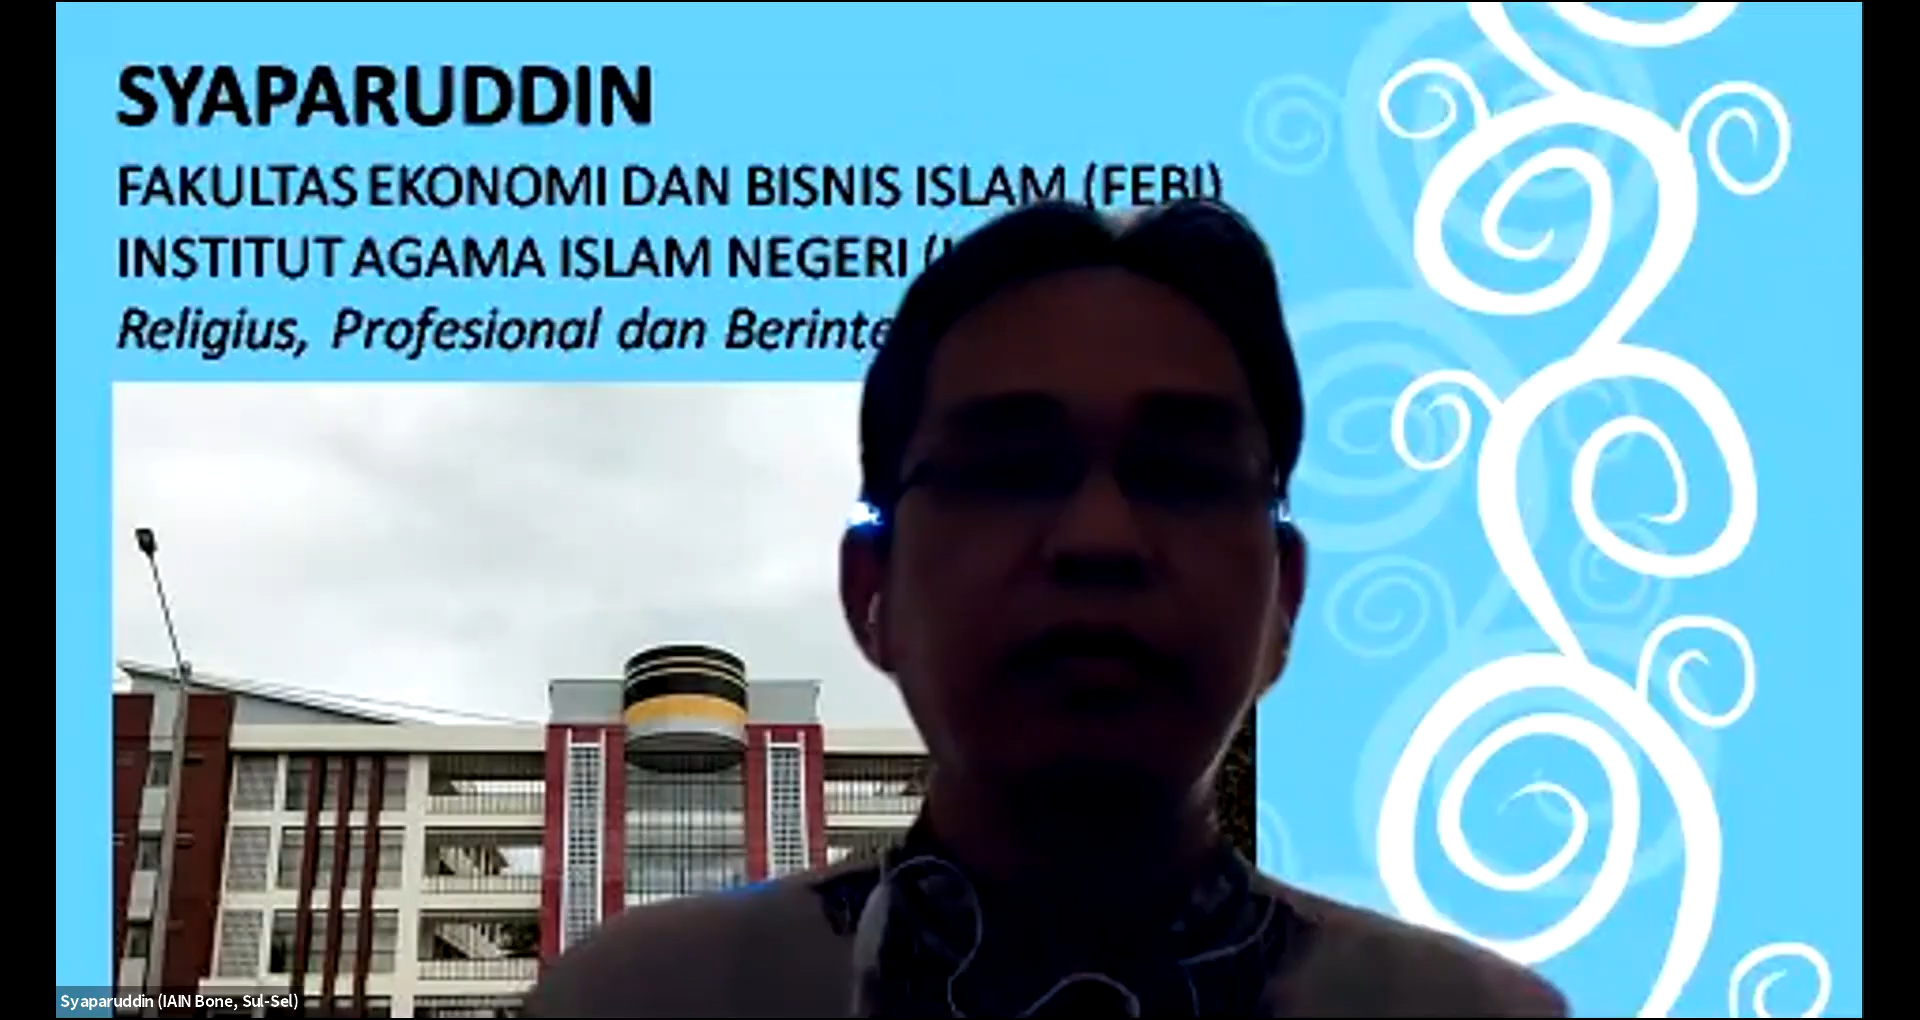 SYAPARUDDIN
FAKULTAS EKONOMI DAN BISNIS ISLAM (FEBI)
INSTITUT AGAMA ISLAM NEGERI (
Religius, Profesional dan
Syaparuddin (IAIN Bone, Sul-Sel)